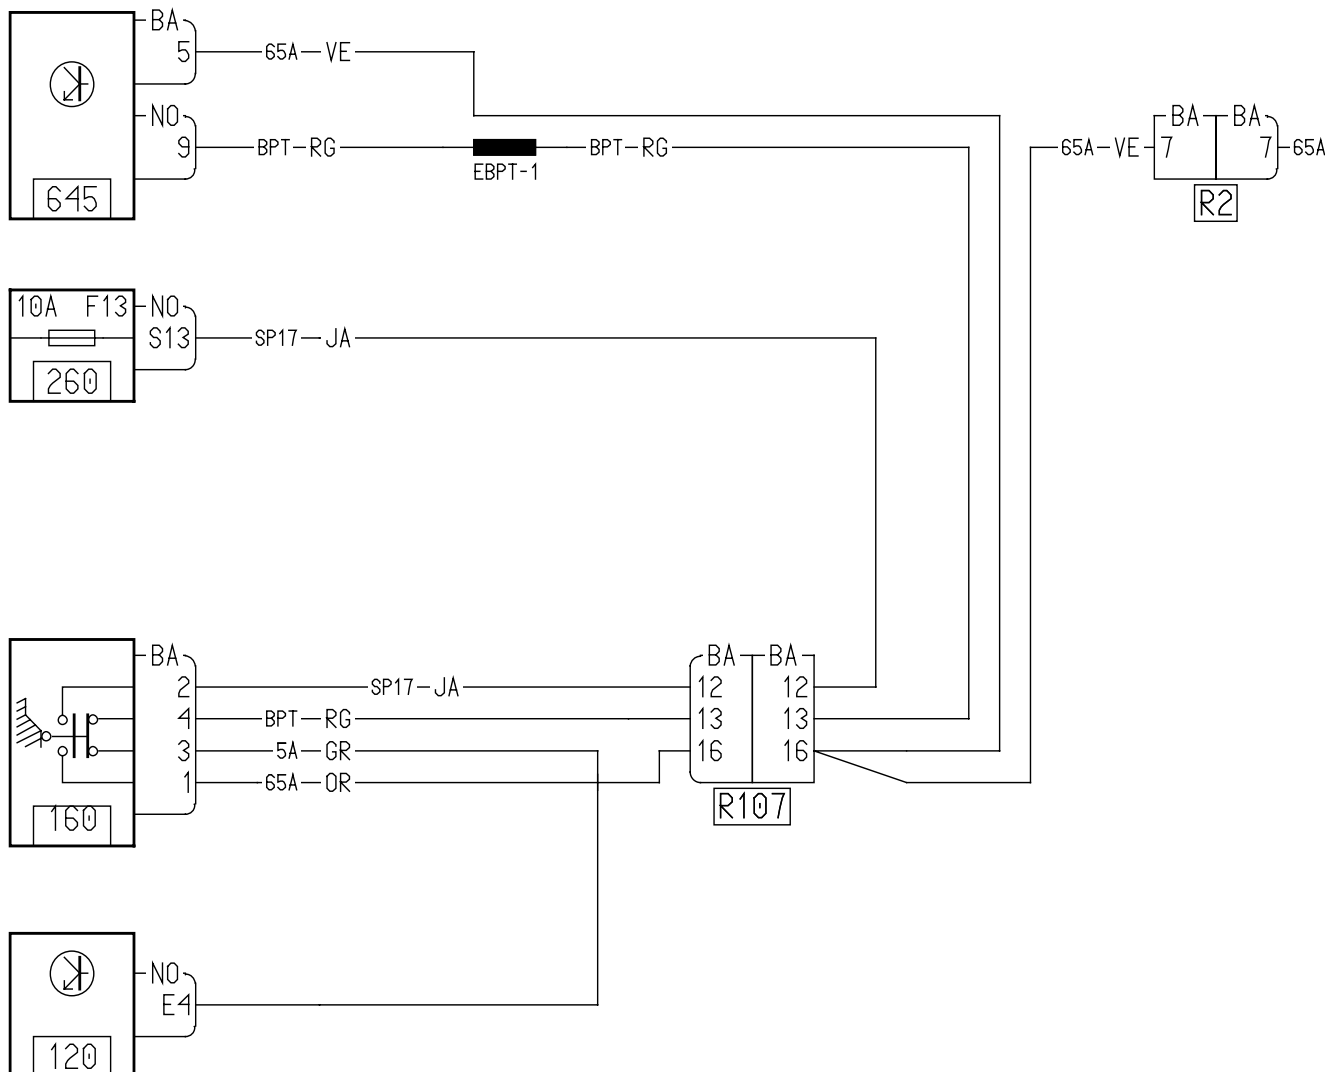 BA
5 65A VE
NO
9 BPT RG BPT RG
EBPT-1
645
BA BA
65A VE 7 7 65A
R2
10A F13 NO
S13 SP17 JA
260
BA BA BA
2 SP17 JA 12 12
4 BPT RG 13 13
3 5A GR 16 16
1 65A OR
160 R107
NO
E4
120